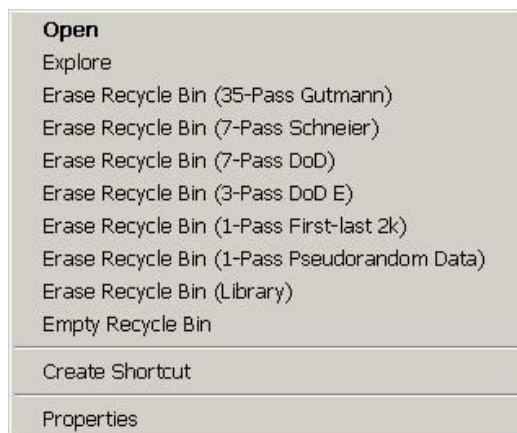 Open
Explore
Erase Recycle Bin (35-Pass Gutmann)
Erase Recycle Bin (7-Pass Schneier)
Erase Recycle Bin (7-Pass DoD)
Erase Recycle Bin (3-Pass DoD E)
Erase Recycle Bin (1-Pass First-last 2k)
Erase Recycle Bin (1-Pass Pseudorandom Data)
Erase Recycle Bin (Library)
Empty Recycle Bin
Create Shortcut
Properties